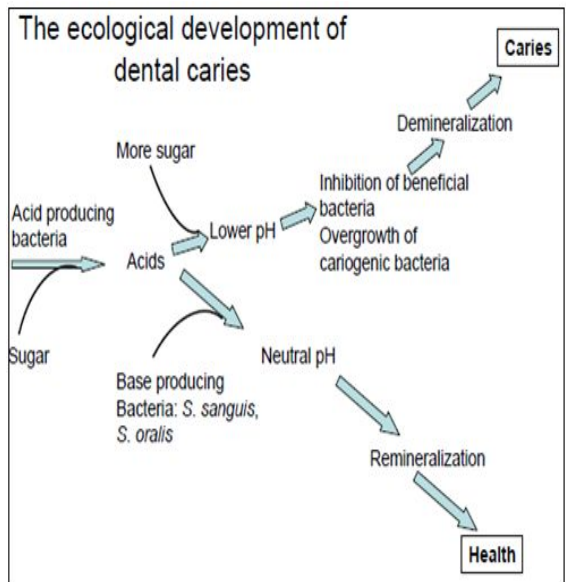 The ecological development of
dental caries
Caries
Demineralization
More sugar
Inhibition of beneficial
bacteria
Overgrowth of
cariogenic bacteria
Lower pH
Acid producing
bacteria
Acids
Sugar
Neutral pH
Base producing
Bacteria: S. sanguis,
S. oralis
Remineralization
Health